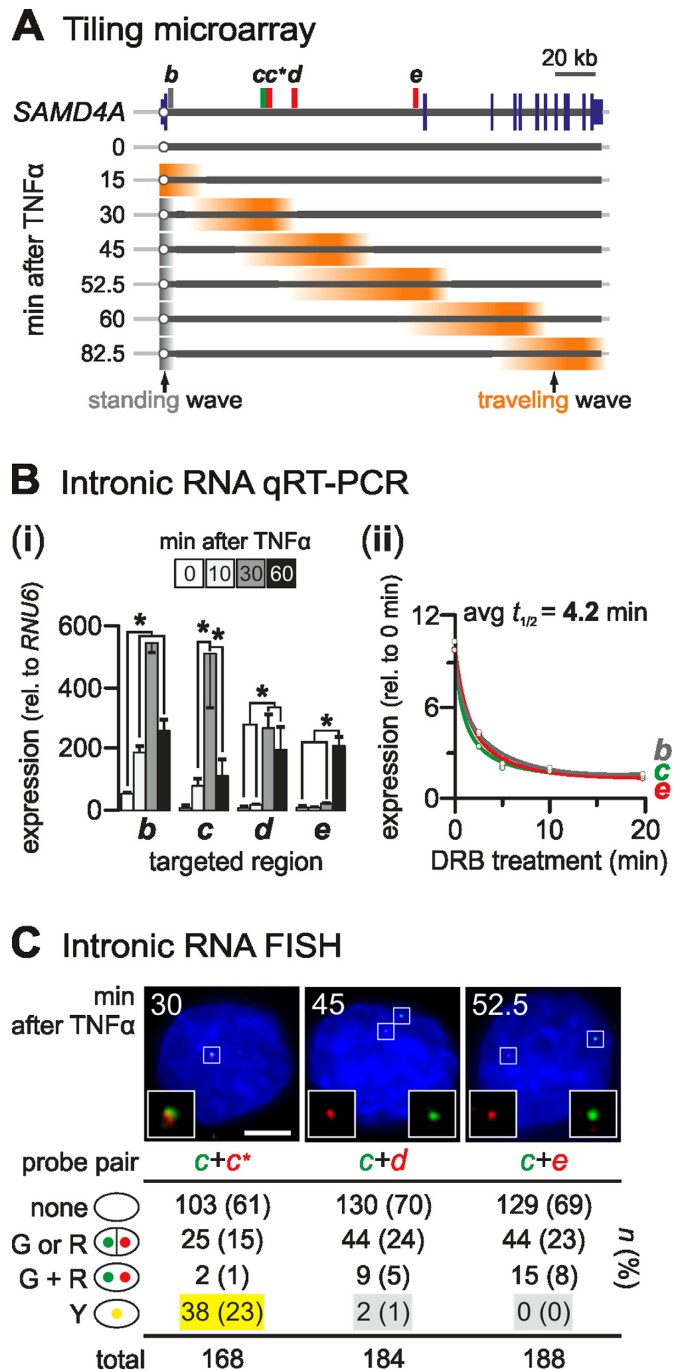 A Tiling microarray
20 kb
b c c* d e
SAMD4A
min after TNFα
0
15
30
45
52.5
60
82.5
standing wave traveling wave
B Intronic RNA qRT-PCR
(i) (ii)
min after TNFα
0 10 30 60
expression (rel. to RNU6)
600
400
200
0
* * * * *
b c d e
targeted region
expression (rel. to 0 min)
12
9
6
3
0
avg t1/2 = 4.2 min
b
c
e
0 10 20
DRB treatment (min)
C Intronic RNA FISH
min after TNFα
30 45 52.5
probe pair c+c* c+d c+e
none 103 (61) 130 (70) 129 (69)
G or R 25 (15) 44 (24) 44 (23)
G + R 2 (1) 9 (5) 15 (8)
Y 38 (23) 2 (1) 0 (0)
n (%)
total 168 184 188